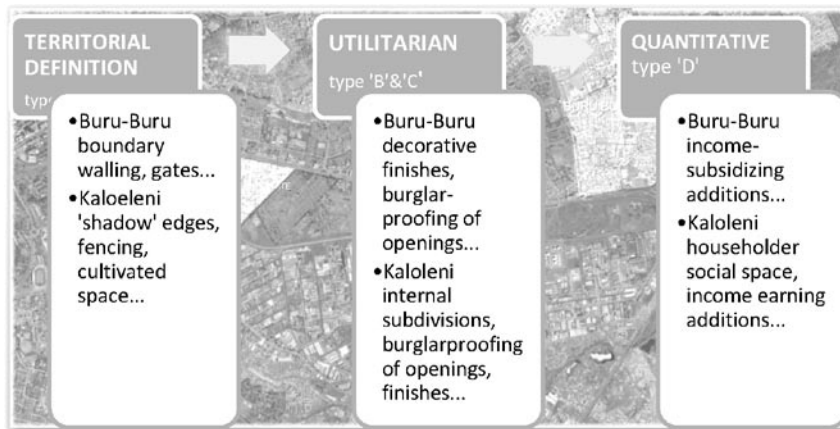 TERRITORIAL
DEFINITION
type
•Buru-Buru
boundary
walling, gates...
•Kaloeleni
'shadow' edges,
fencing,
cultivated
space...
UTILITARIAN
type 'B'&'C'
•Buru-Buru
decorative
finishes,
burglar-
proofing of
openings...
•Kaloleni
internal
subdivisions,
burglarproofing
of openings,
finishes...
QUANTITATIVE
type 'D'
•Buru-Buru
income-
subsidizing
additions...
•Kaloleni
householder
social space,
income earning
additions...